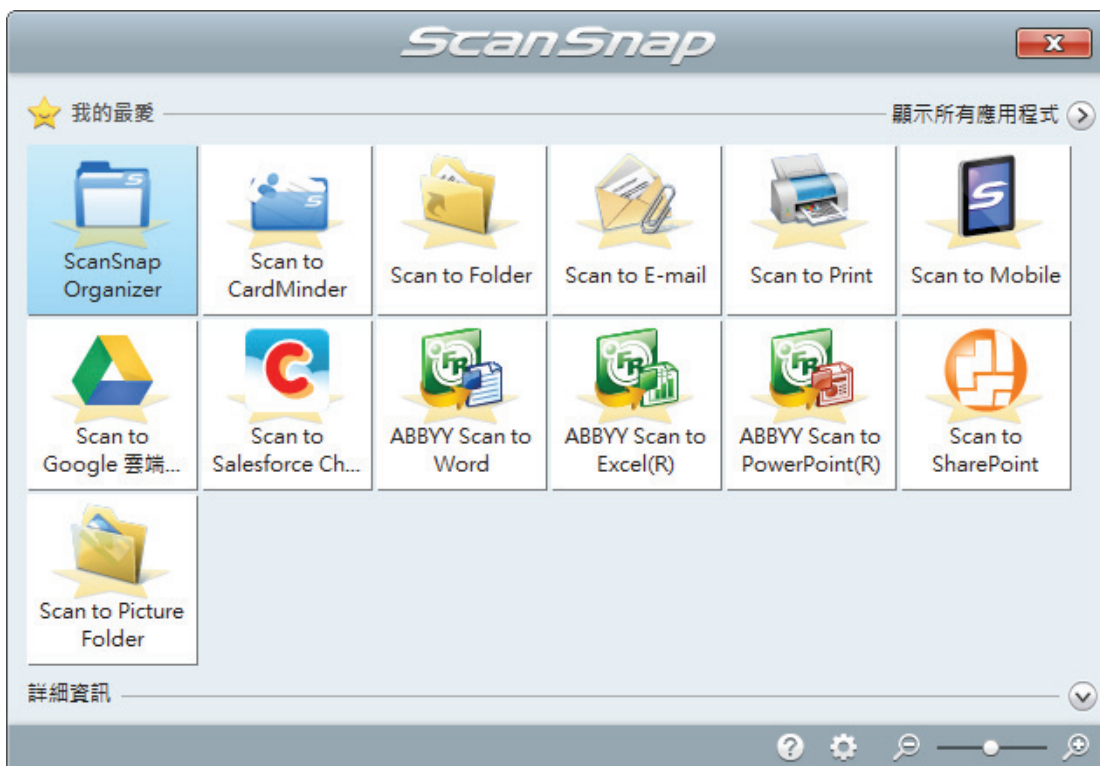 ScanSnap
我的最愛
顯示所有應用程式
ScanSnap
Organizer
Scan to
CardMinder
Scan to Folder
Scan to E-mail
Scan to Print
Scan to Mobile
Scan to
Google 雲端...
Scan to
Salesforce Ch...
ABBYY Scan to
Word
ABBYY Scan to
Excel(R)
ABBYY Scan to
PowerPoint(R)
Scan to
SharePoint
Scan to Picture
Folder
詳細資訊